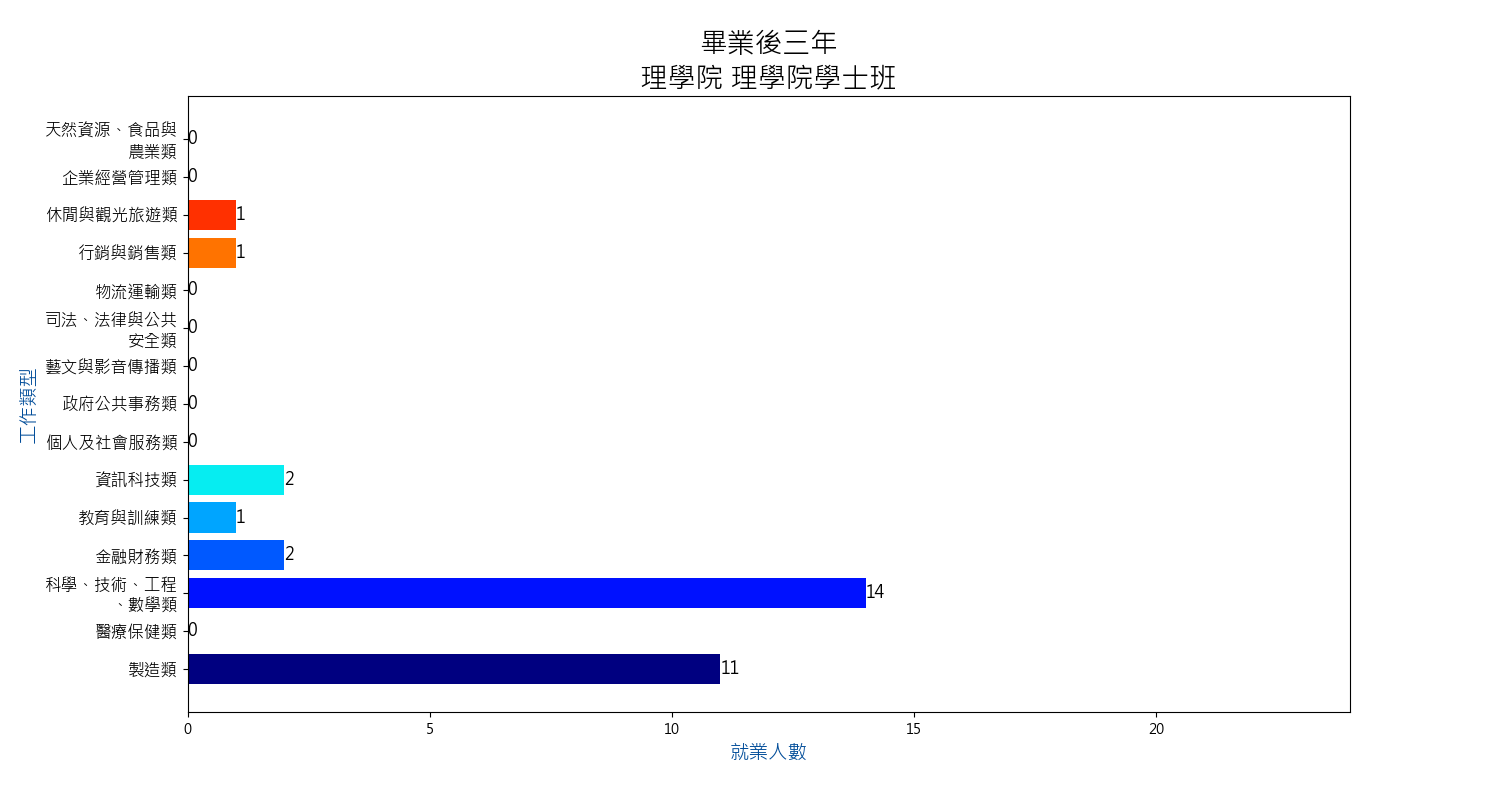 畢業後三年
理學院 理學院學士班
天然資源、食品與
農業類
0
企業經營管理類
0
休閒與觀光旅遊類
1
行銷與銷售類
1
物流運輸類
0
司法、法律與公共
安全類
0
藝文與影音傳播類
0
政府公共事務類
0
個人及社會服務類
0
資訊科技類
2
教育與訓練類
1
金融財務類
2
科學、技術、工程
、數學類
14
醫療保健類
0
製造類
11
工作類型
0 5 10 15 20
就業人數